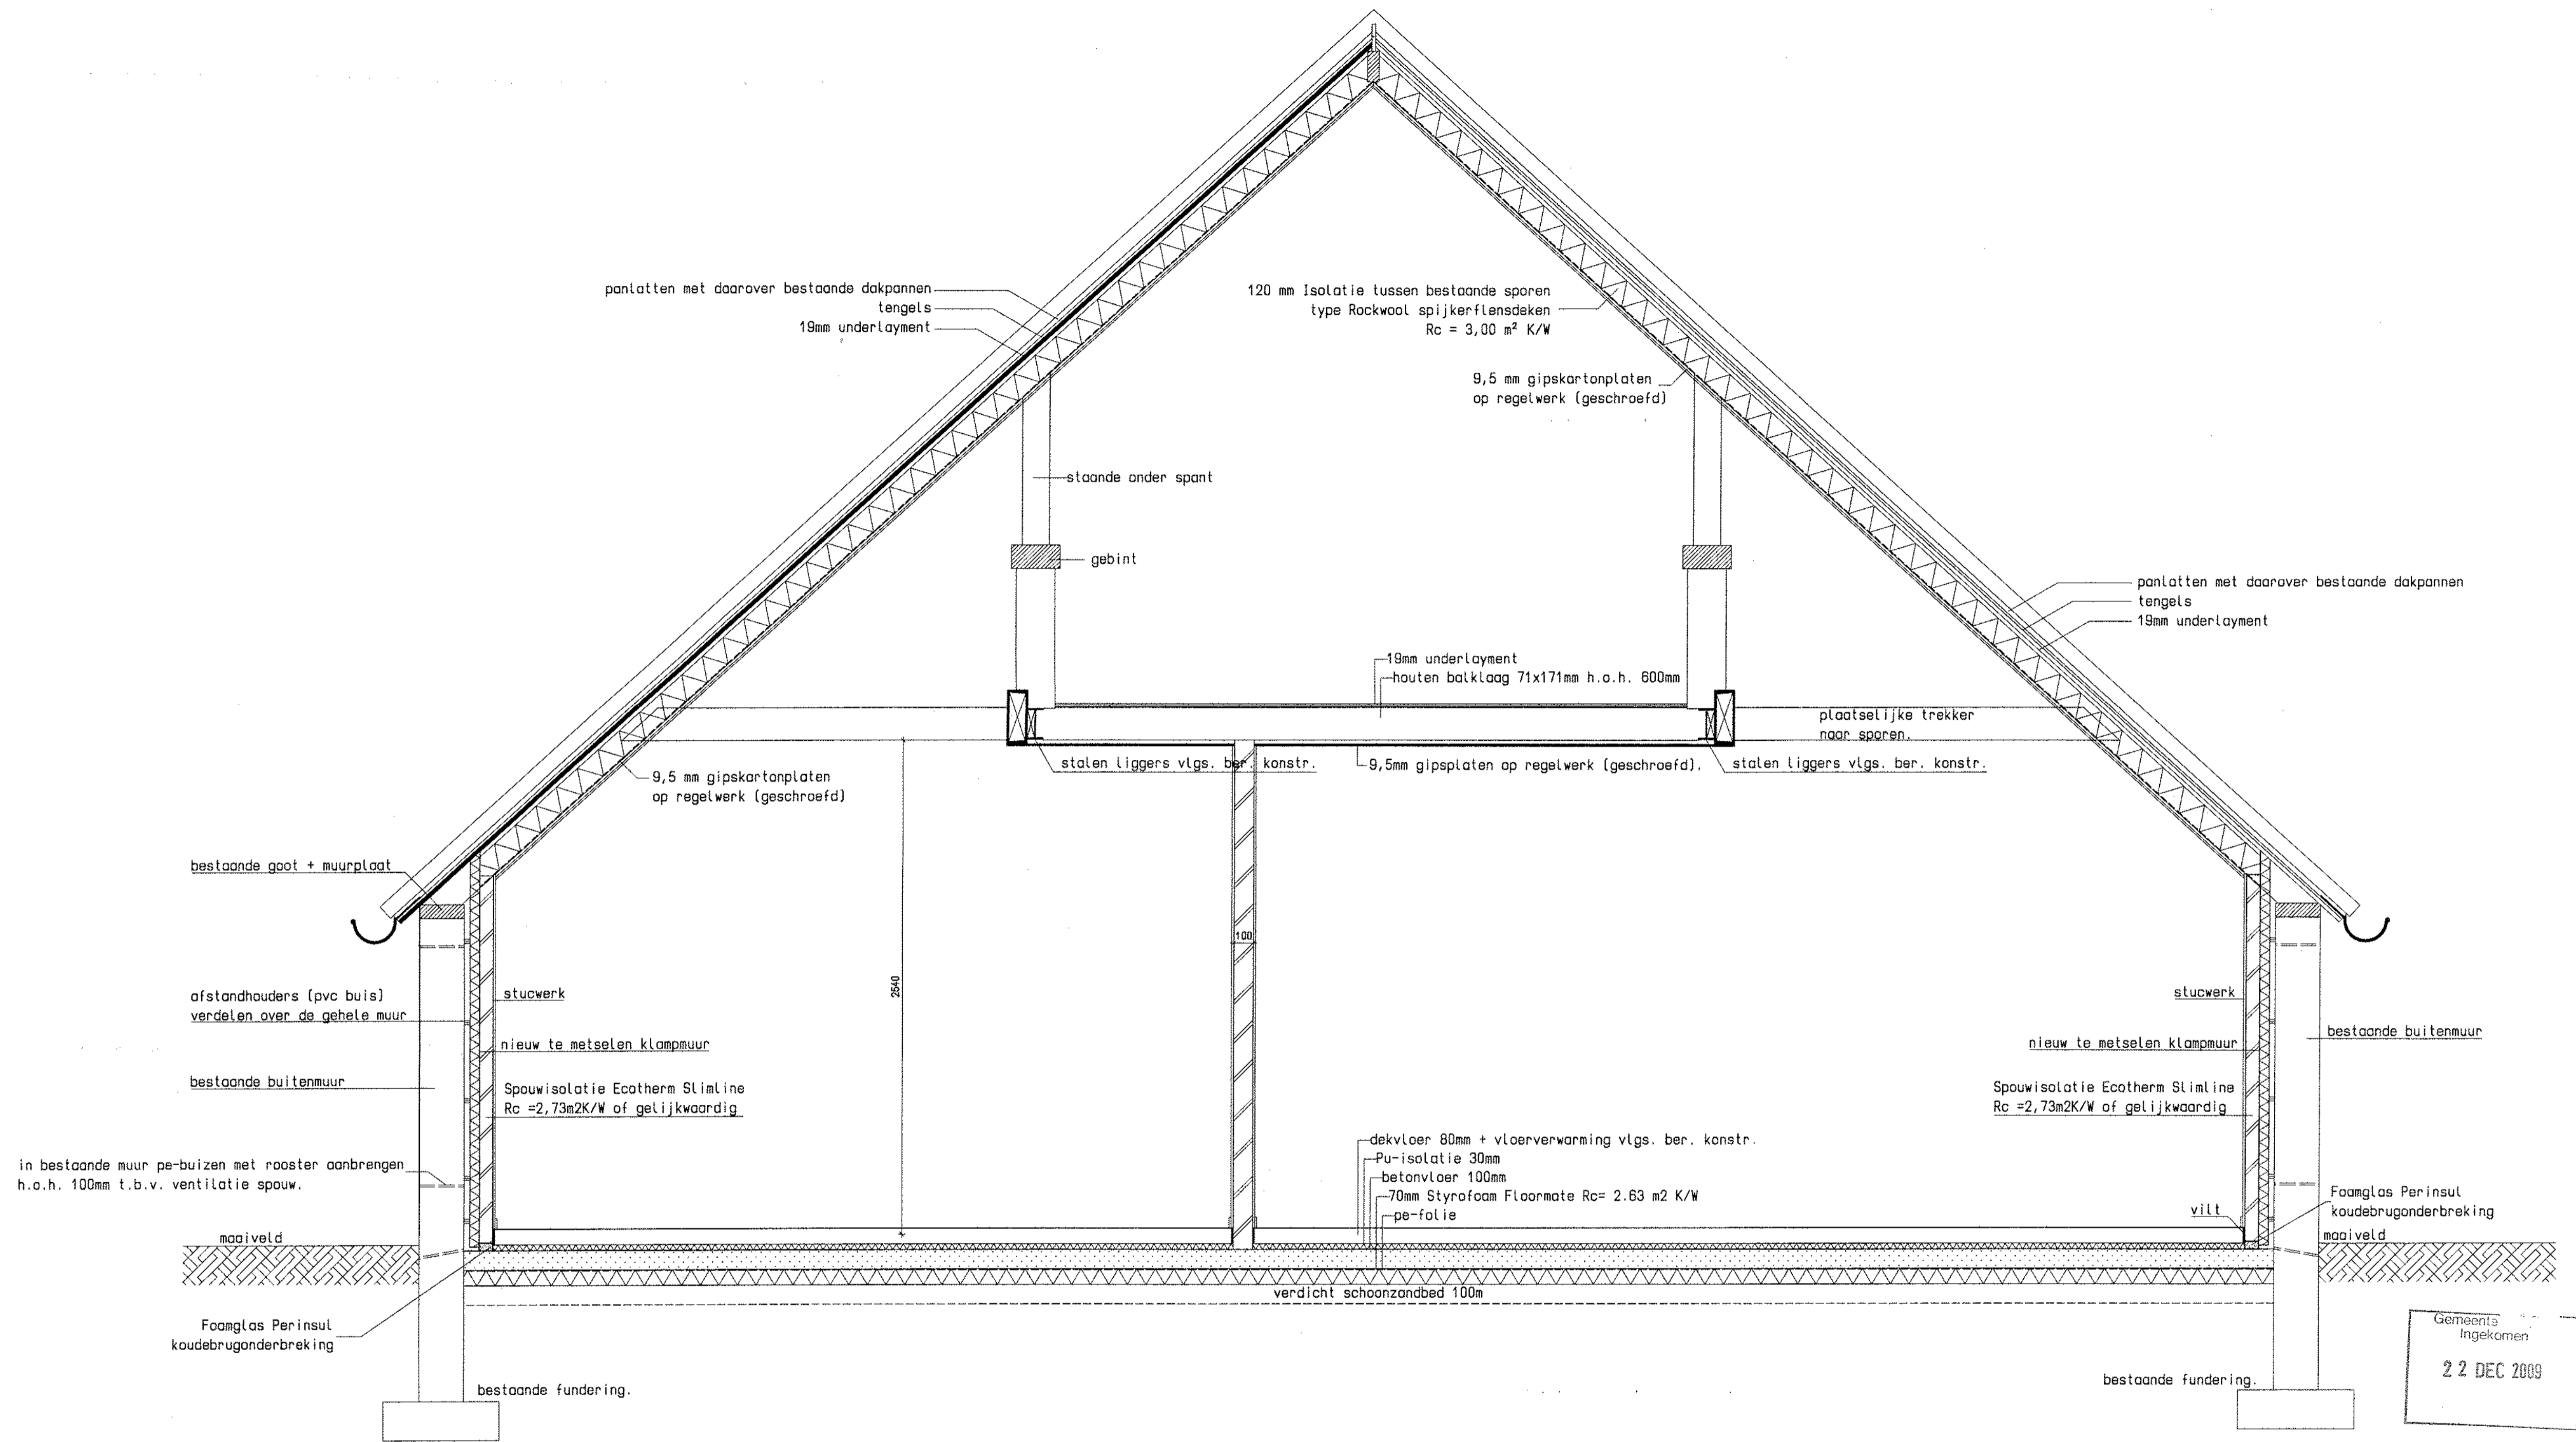 panlatten met daarover bestaande dakpannen
tengels
19mm underlayment
120 mm Isolatie tussen bestaande sporen
type Rockwool spijkerflensdeken
Rc = 3,00 m² K/W
9,5 mm gipskartonplaten
op regelwerk (geschroefd)
staande onder spant
gebint
panlatten met daarover bestaande dakpannen
tengels
19mm underlayment
19mm underlayment
houten balklaag 71x171mm h.o.h. 600mm
plaatselijke trekker
naar sporen.
stalen liggers vlgs. ber. konstr.
9,5mm gipsplaten op regelwerk (geschroefd).
stalen liggers vlgs. ber. konstr.
9,5 mm gipskartonplaten
op regelwerk (geschroefd)
bestaande goot + muurplaat
100
2640
afstandhouders (pvc buis)
verdelen over de gehele muur
stucwerk
stucwerk
nieuw te metselen klampmuur
nieuw te metselen klampmuur
bestaande buitenmuur
bestaande buitenmuur
Spouwisolatie Ecotherm Slimline
Rc =2,73m2K/W of gelijkwaardig
Spouwisolatie Ecotherm Slimline
Rc =2,73m2K/W of gelijkwaardig
in bestaande muur pe-buizen met rooster aanbrengen
h.o.h. 100mm t.b.v. ventilatie spouw.
dekvloer 80mm + vloerverwarming vlgs. ber. konstr.
Pu-isolatie 30mm
betonvloer 100mm
70mm Styrofoam Floormate Rc= 2.63 m2 K/W
pe-folie
vilt
Foamglas Perinsul
koudebrugonderbreking
maaiveld
maaiveld
verdicht schoonzandbed 100m
Foamglas Perinsul
koudebrugonderbreking
bestaande fundering.
bestaande fundering.
Gemeente
Ingekomen
22 DEC 2009